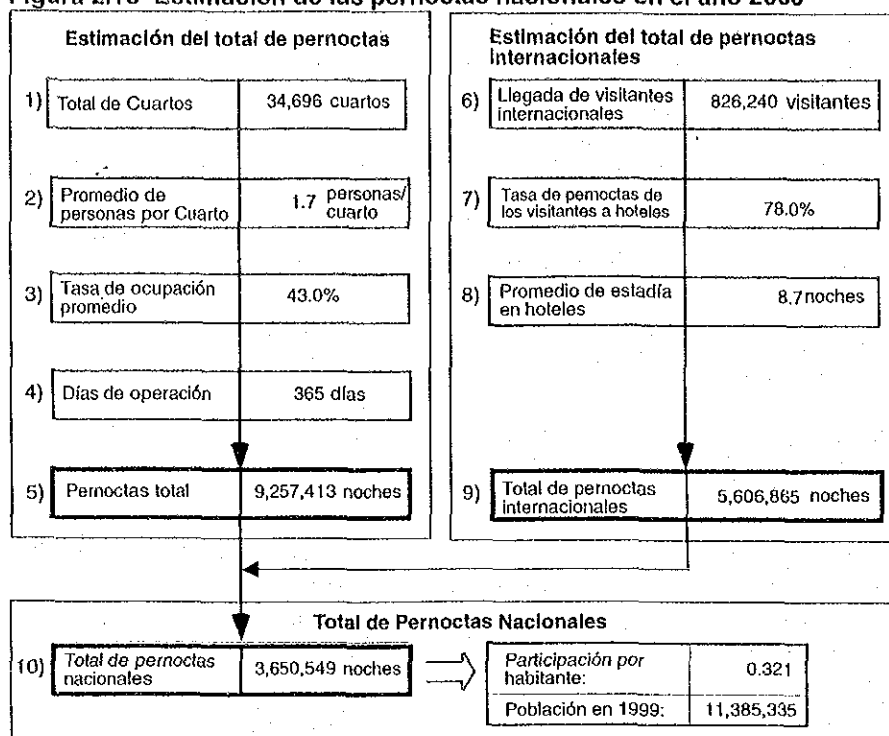 Estimación del total de pernoctas
1) Total de Cuartos 34,696 cuartos
2) Promedio de personas por Cuarto 1.7 personas/cuarto
3) Tasa de ocupación promedio 43.0%
4) Días de operación 365 días
5) Pernoctas total 9,257,413 noches
Estimación del total de pernoctas
internacionales
6) Llegada de visitantes internacionales 826,240 visitantes
7) Tasa de pernoctas de los visitantes a hoteles 78.0%
8) Promedio de estadía en hoteles 8.7 noches
9) Total de pernoctas internacionales 5,606,865 noches
Total de Pernoctas Nacionales
10) Total de pernoctas nacionales 3,650,549 noches
Participación por habitante: 0.321
Población en 1999: 11,385,335